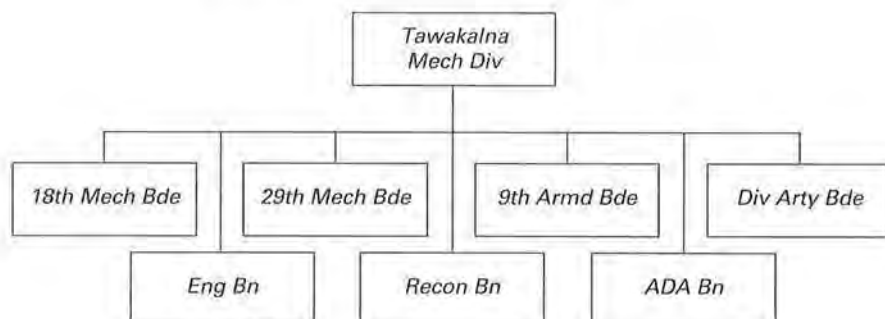 Tawakalna
Mech Div
18th Mech Bde
29th Mech Bde
9th Armd Bde
Div Arty Bde
Eng Bn
Recon Bn
ADA Bn